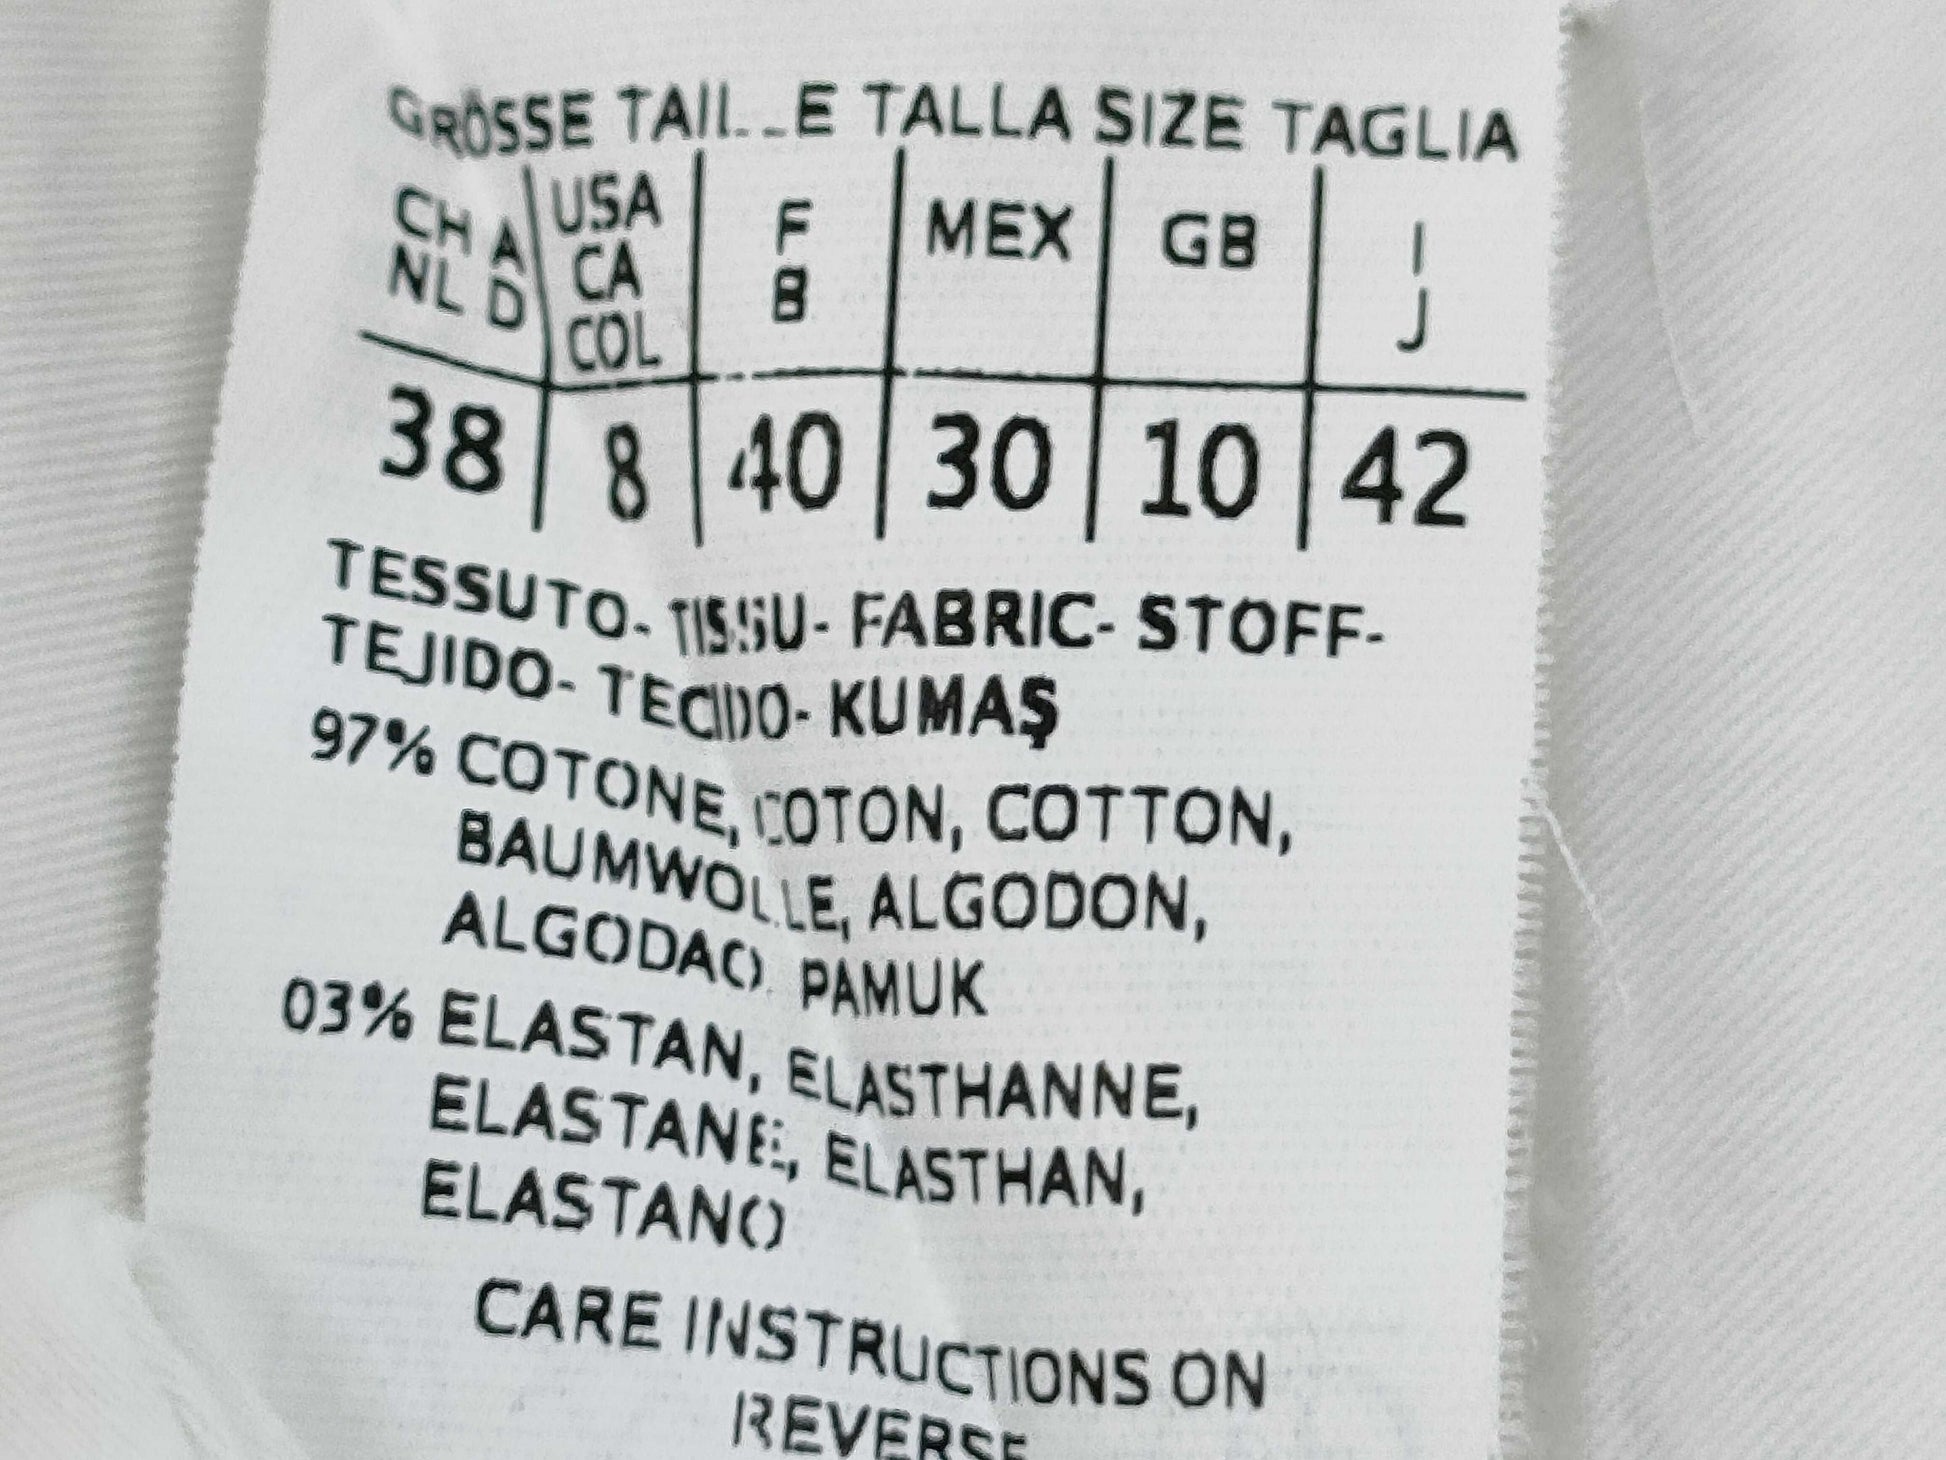 GRÖSSE TAILLE TALLA SIZE TAGLIA
CH A USA F MEX GB I
NL D CA B J
COL
38 8 40 30 10 42
TESSUTO- TISSU- FABRIC- STOFF-
TEJIDO- TECIDO- KUMAŞ
97% COTONE, COTON, COTTON,
BAUMWOLLE, ALGODON,
ALGODAO PAMUK
03% ELASTAN, ELASTHANNE,
ELASTANE, ELASTHAN,
ELASTANO
CARE INSTRUCTIONS ON
REVERSE